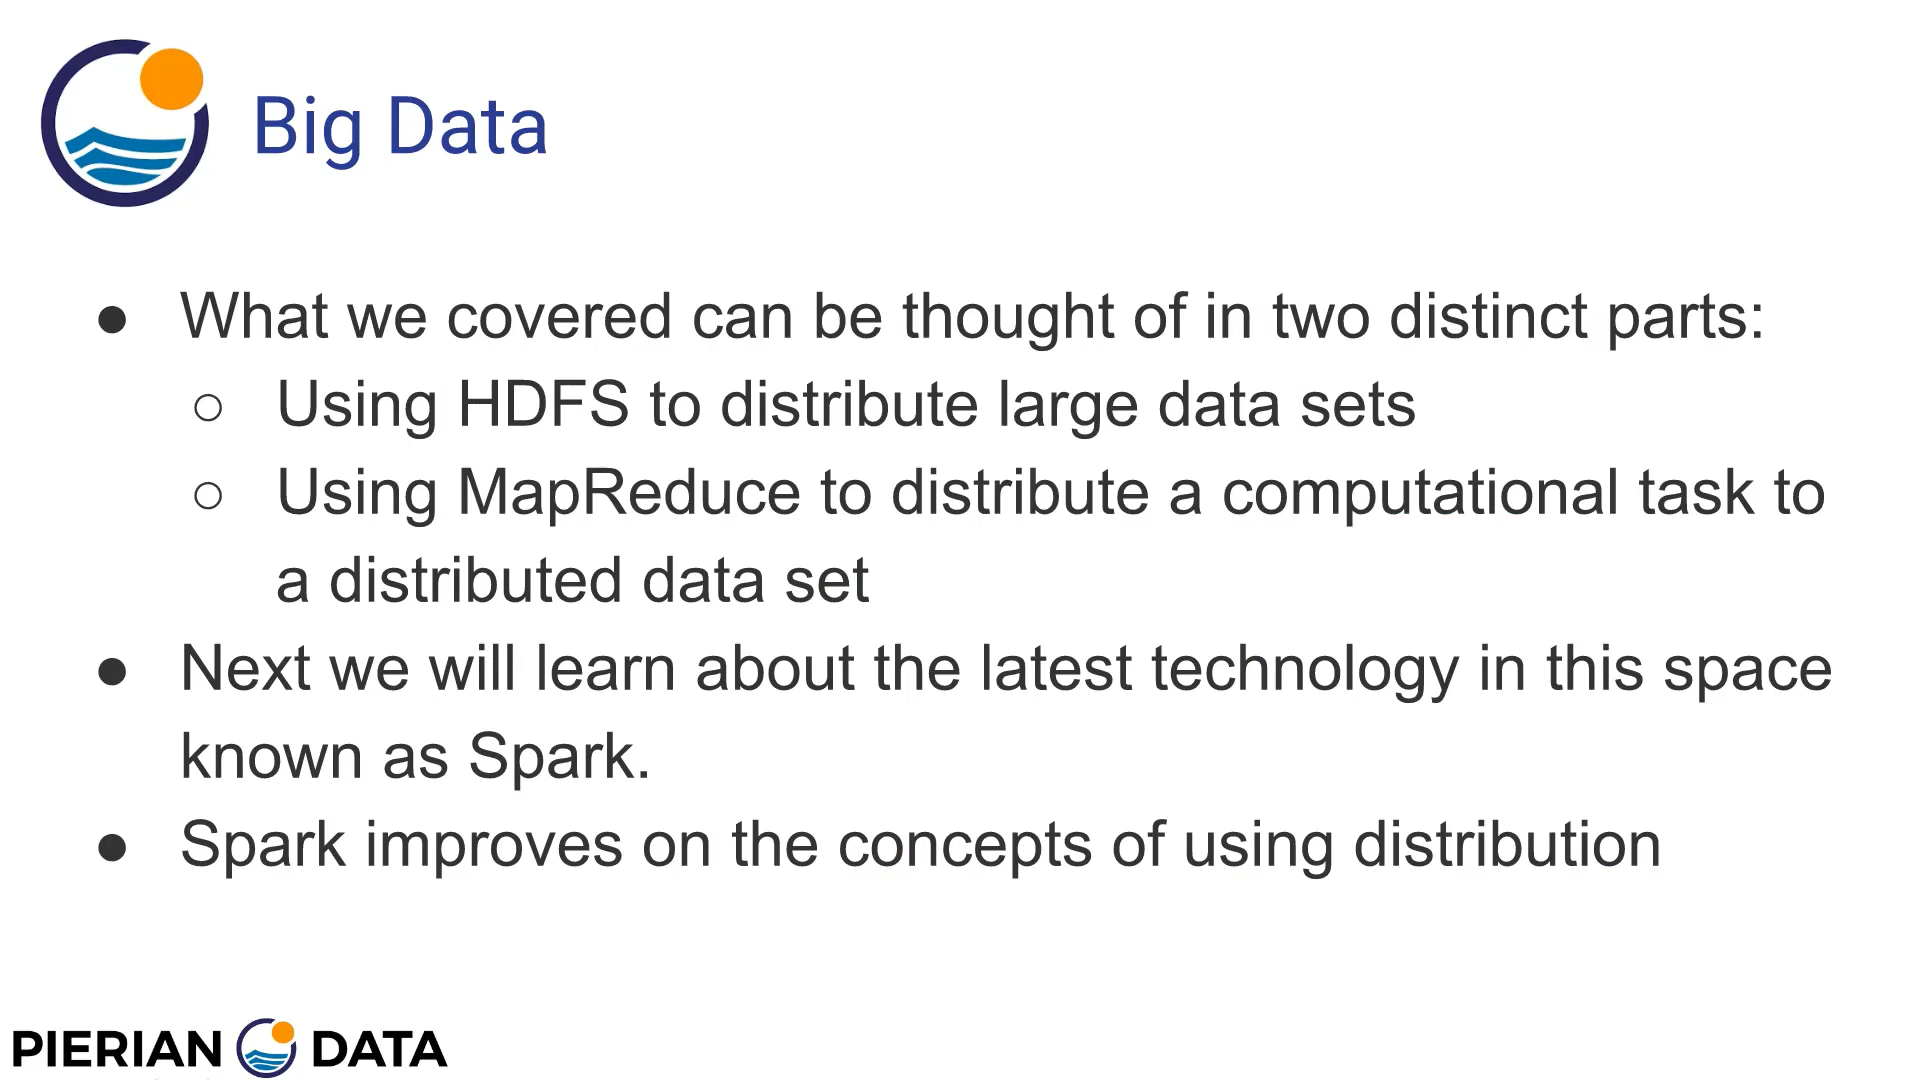 Big Data
● What we covered can be thought of in two distinct parts:
○ Using HDFS to distribute large data sets
○ Using MapReduce to distribute a computational task to
a distributed data set
● Next we will learn about the latest technology in this space
known as Spark.
● Spark improves on the concepts of using distribution
PIERIAN DATA